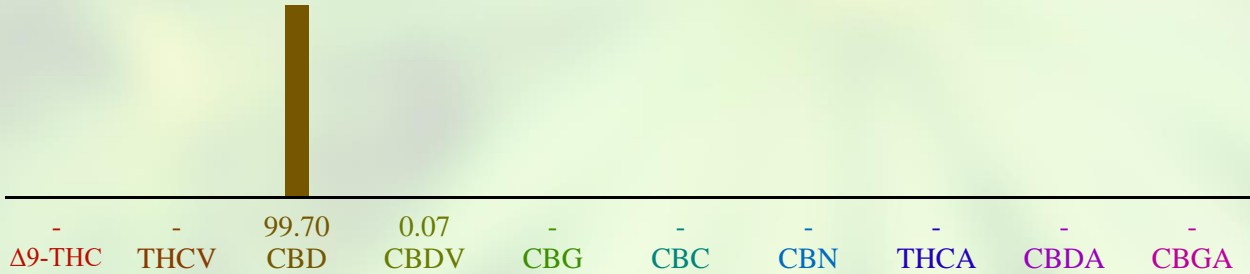 - - 99.70 0.07 - - - - - -
Δ9-THC THCV CBD CBDV CBG CBC CBN THCA CBDA CBGA